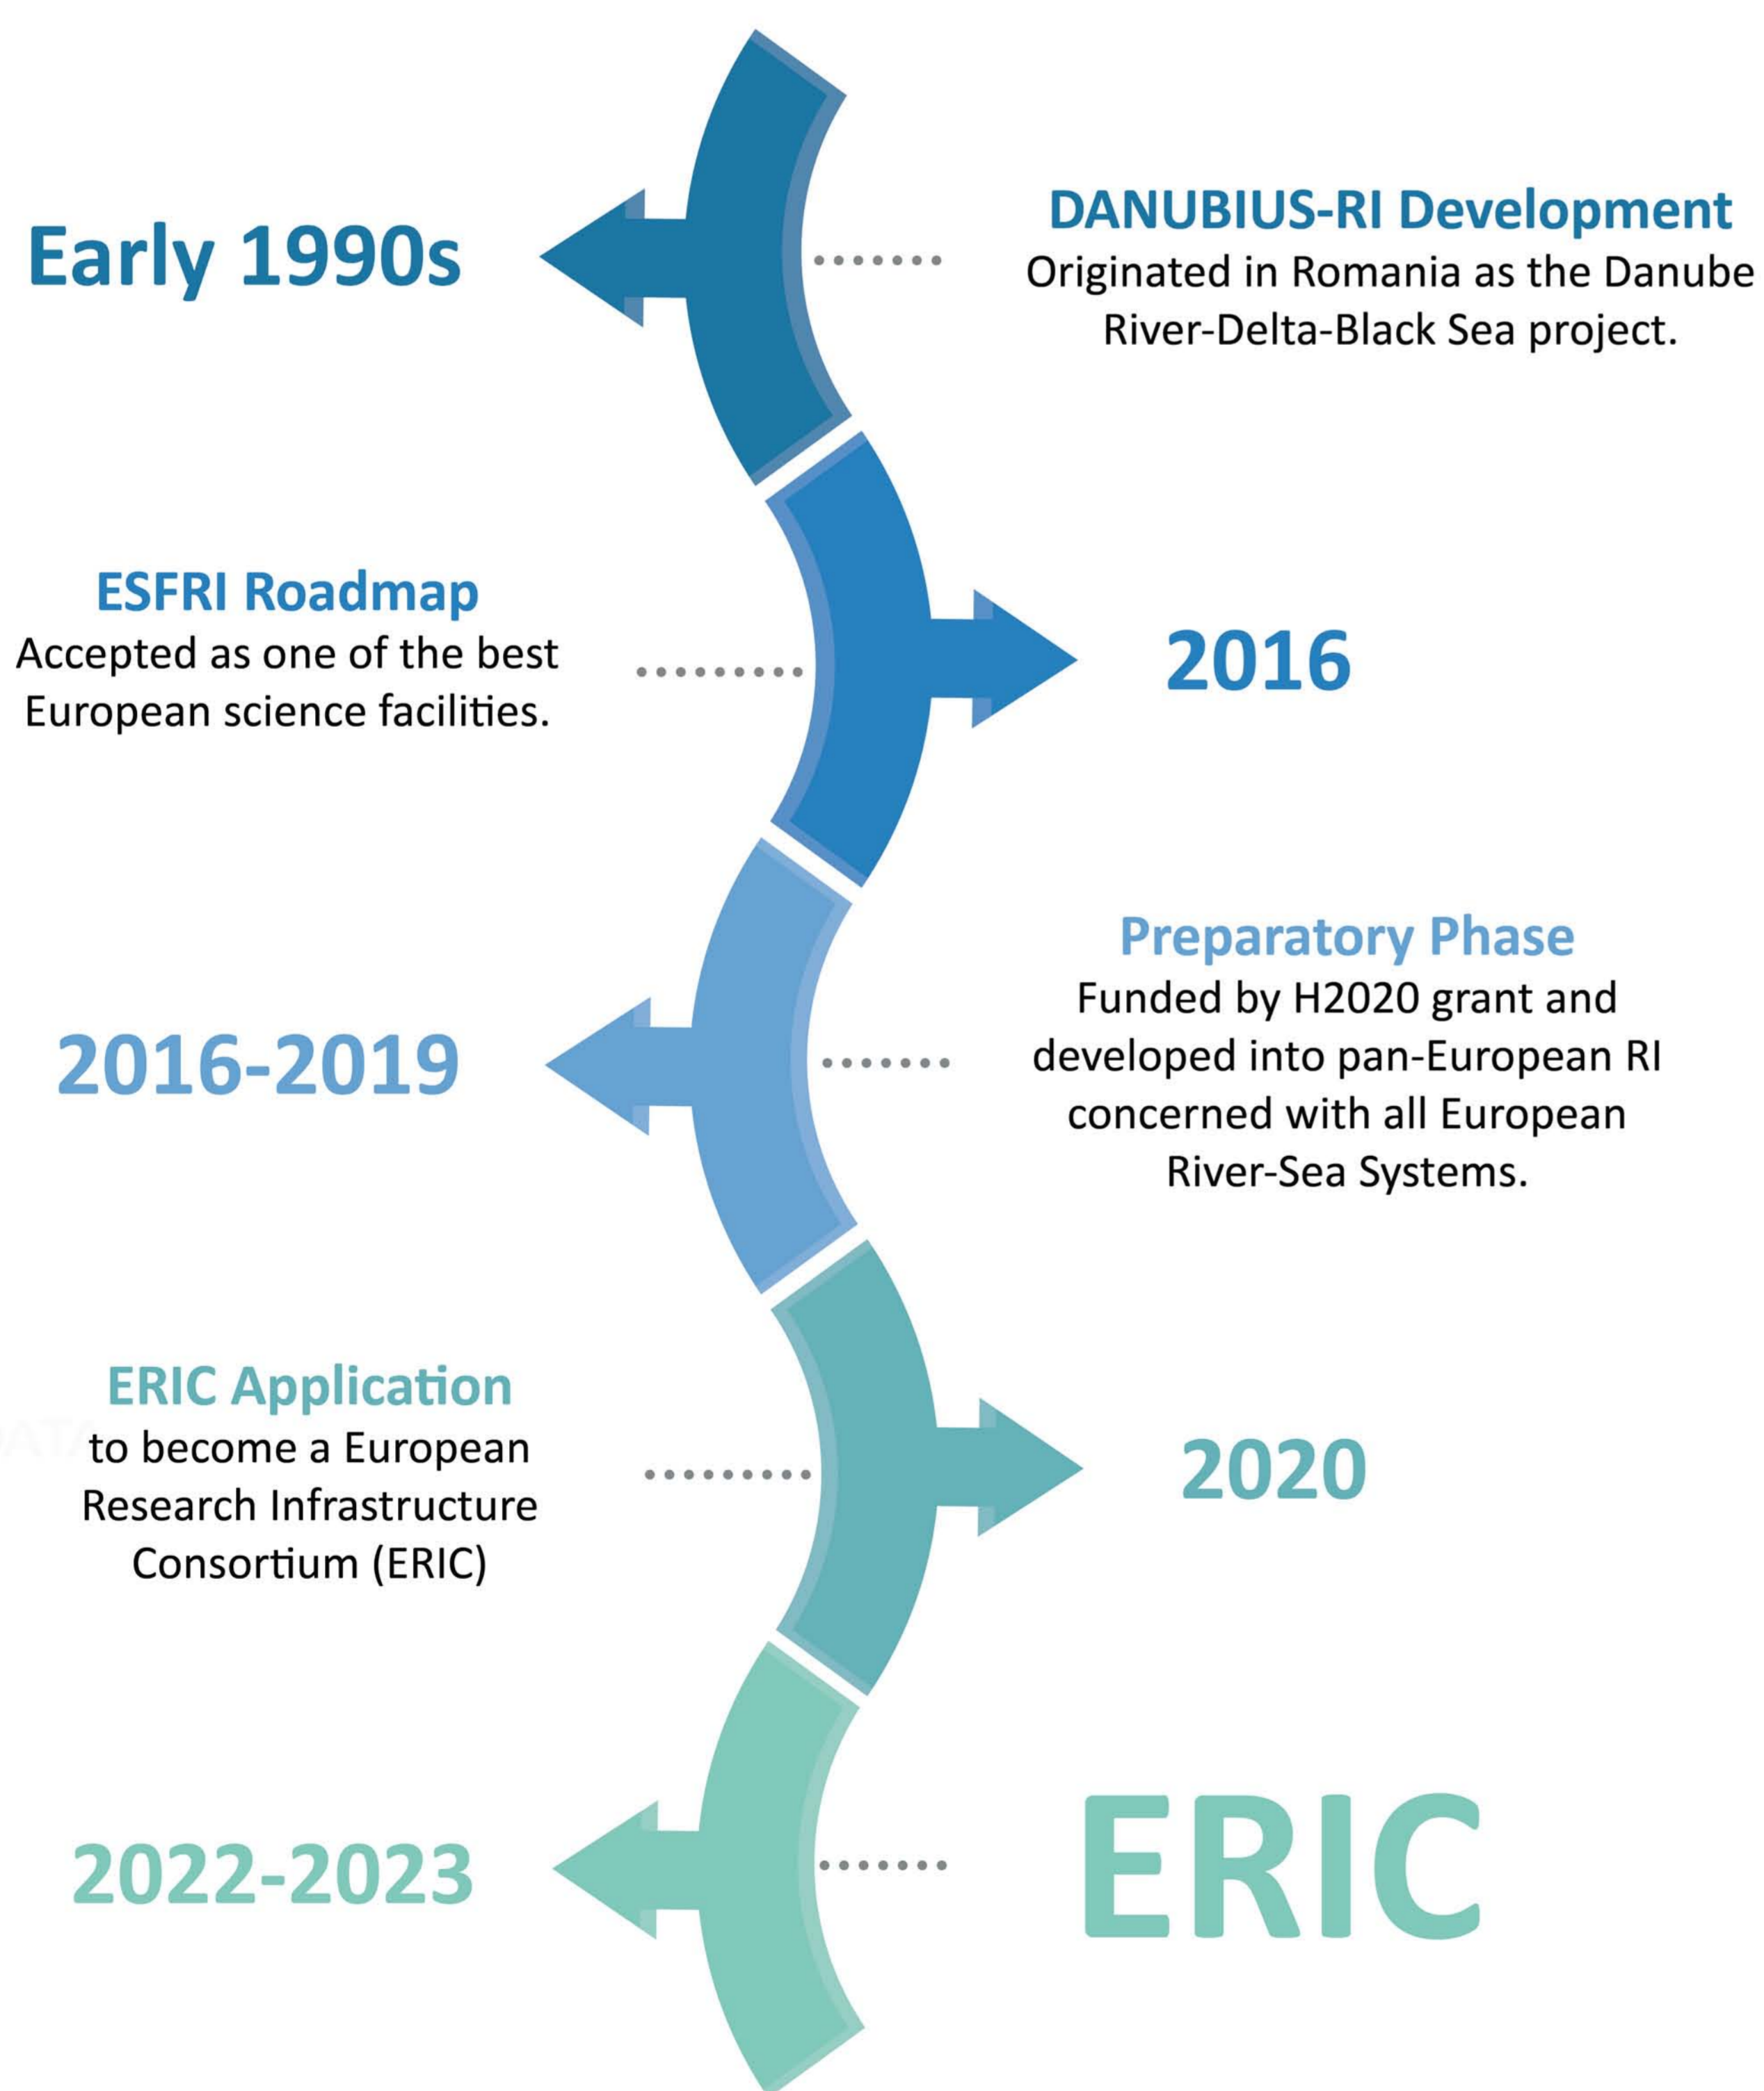 Early 1990s
DANUBIUS-RI Development
Originated in Romania as the Danube
River-Delta-Black Sea project.
ESFRI Roadmap
Accepted as one of the best
European science facilities.
2016
2016-2019
Preparatory Phase
Funded by H2020 grant and
developed into pan-European RI
concerned with all European
River-Sea Systems.
ERIC Application
to become a European
Research Infrastructure
Consortium (ERIC)
2020
2022-2023
ERIC